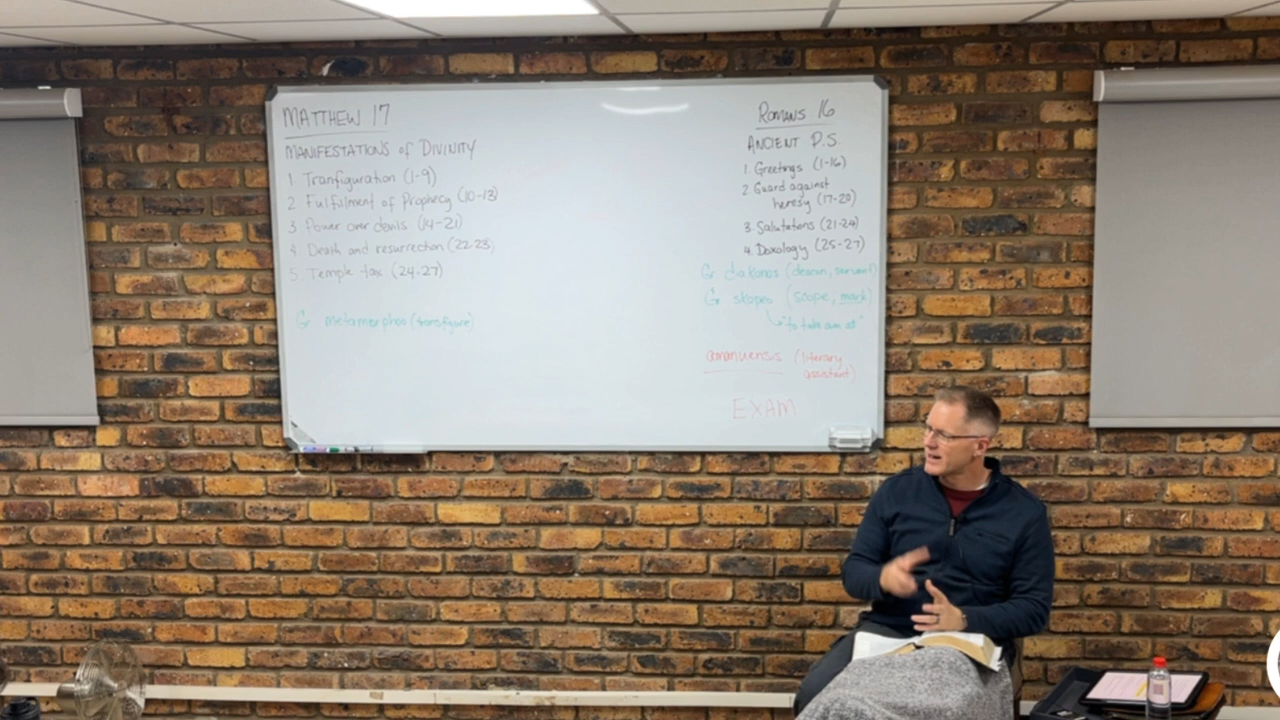 MATTHEW 17
MANIFESTATIONS of DIVINITY
1. Tranfiguration (1-9)
2. Fulfillment of Prophecy (10-13)
3. Power over devils (14-21)
4. Death and resurrection (22-23)
5. Temple tax (24-27)
Gr metamorphoo (transfigure)
ROMANS 16
ANCIENT P.S.
1. Greetings (1-16)
2. Guard against
heresy (17-20)
3. Salutations (21-24)
4. Doxology (25-27)
Gr diakonos (deacon, servant)
Gr skopeo (scope, mark)
"to take aim at"
amanuensis (literary
assistant)
EXAM